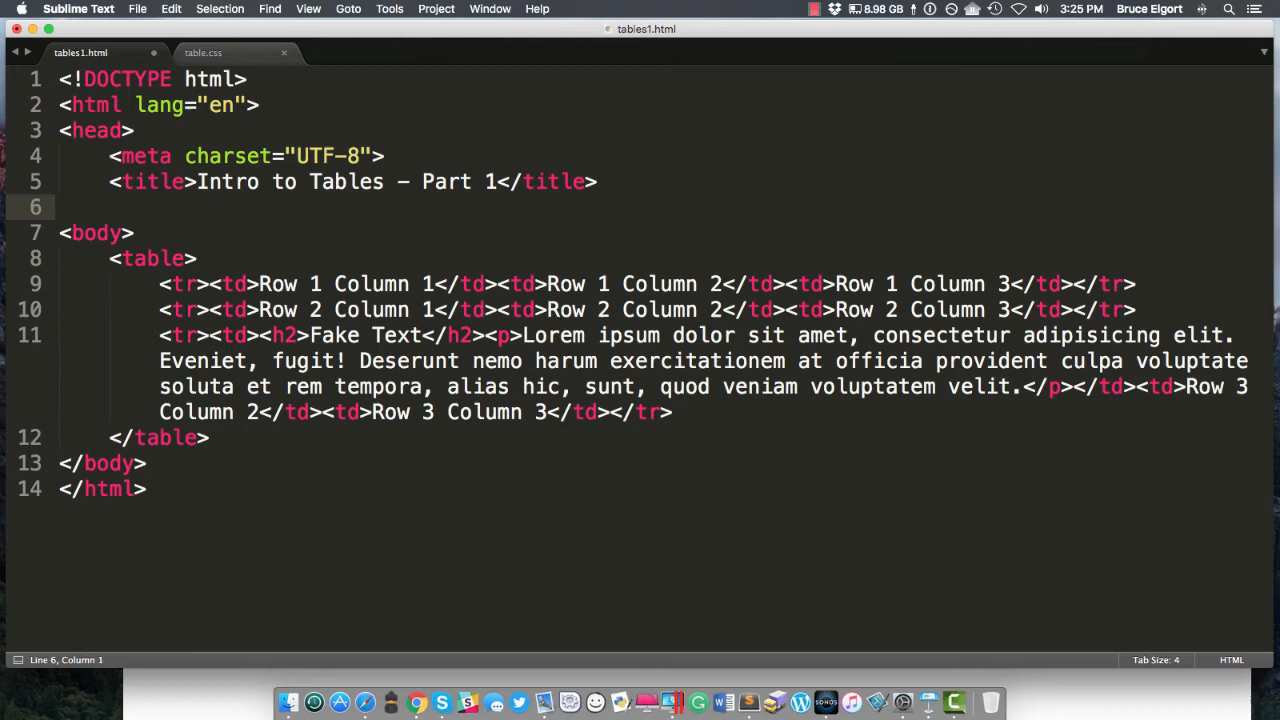 Sublime Text File Edit Selection Find View Goto Tools Project Window Help 8.98 GB 3:25 PM Bruce Elgort
tables1.html
tables1.html table.css
1 <!DOCTYPE html>
2 <html lang="en">
3 <head>
4 <meta charset="UTF-8">
5 <title>Intro to Tables - Part 1</title>
6
7 <body>
8 <table>
9 <tr><td>Row 1 Column 1</td><td>Row 1 Column 2</td><td>Row 1 Column 3</td></tr>
10 <tr><td>Row 2 Column 1</td><td>Row 2 Column 2</td><td>Row 2 Column 3</td></tr>
11 <tr><td><h2>Fake Text</h2><p>Lorem ipsum dolor sit amet, consectetur adipisicing elit.
Eveniet, fugit! Deserunt nemo harum exercitationem at officia provident culpa voluptate
soluta et rem tempora, alias hic, sunt, quod veniam voluptatem velit.</p></td><td>Row 3
Column 2</td><td>Row 3 Column 3</td></tr>
12 </table>
13 </body>
14 </html>
Line 6, Column 1 Tab Size: 4 HTML
SONOS